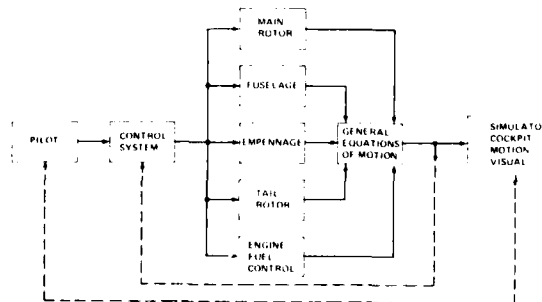 MAIN
ROTOR
FUSELAGE
PILOT
CONTROL
SYSTEM
EMPENNAGE
GENERAL
EQUATIONS
OF MOTION
SIMULATO
COCKPIT
MOTION
VISUAL
TAIL
ROTOR
ENGINE
FUEL
CONTROL